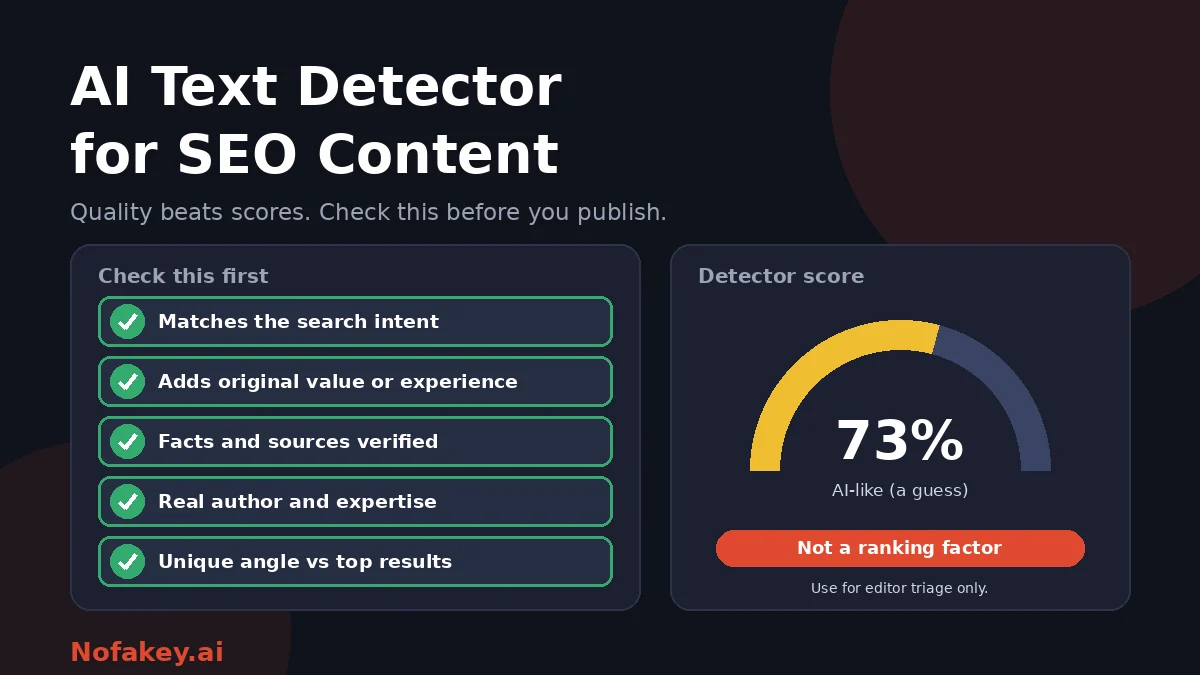 AI Text Detector
for SEO Content
Quality beats scores. Check this before you publish.
Check this first
Matches the search intent
Adds original value or experience
Facts and sources verified
Real author and expertise
Unique angle vs top results
Detector score
73%
AI-like (a guess)
Not a ranking factor
Use for editor triage only.
Nofakey.ai